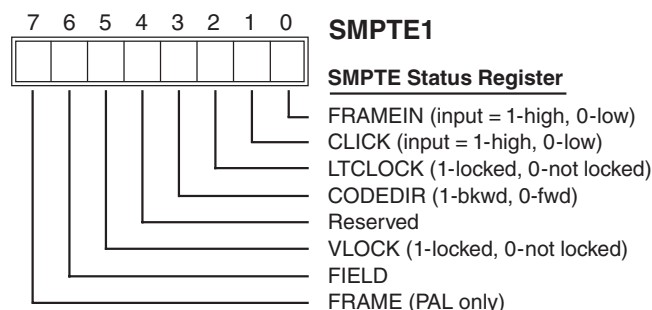 7 6 5 4 3 2 1 0
SMPTE1
SMPTE Status Register
FRAMEIN (input = 1-high, 0-low)
CLICK (input = 1-high, 0-low)
LTCLOCK (1-locked, 0-not locked)
CODEDIR (1-bkwd, 0-fwd)
Reserved
VLOCK (1-locked, 0-not locked)
FIELD
FRAME (PAL only)